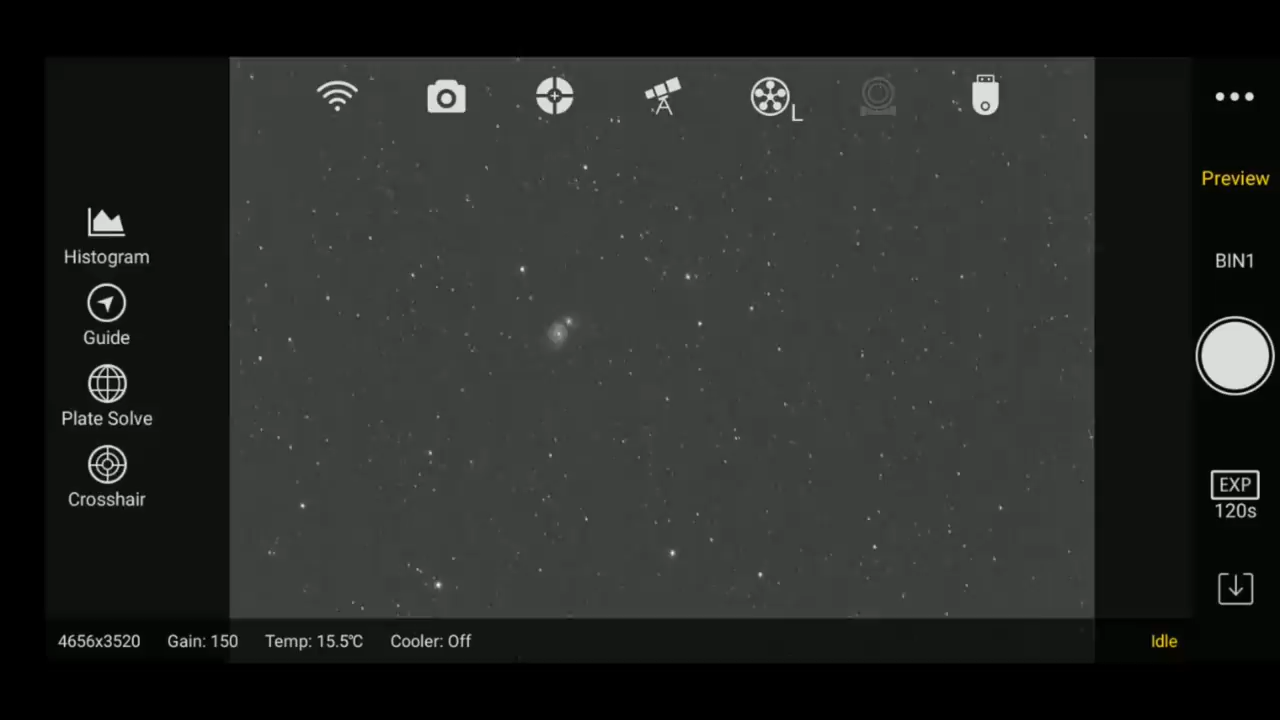 L
Preview
Histogram
BIN1
Guide
Plate Solve
Crosshair
EXP
120s
4656x3520 Gain: 150 Temp: 15.5℃ Cooler: Off Idle